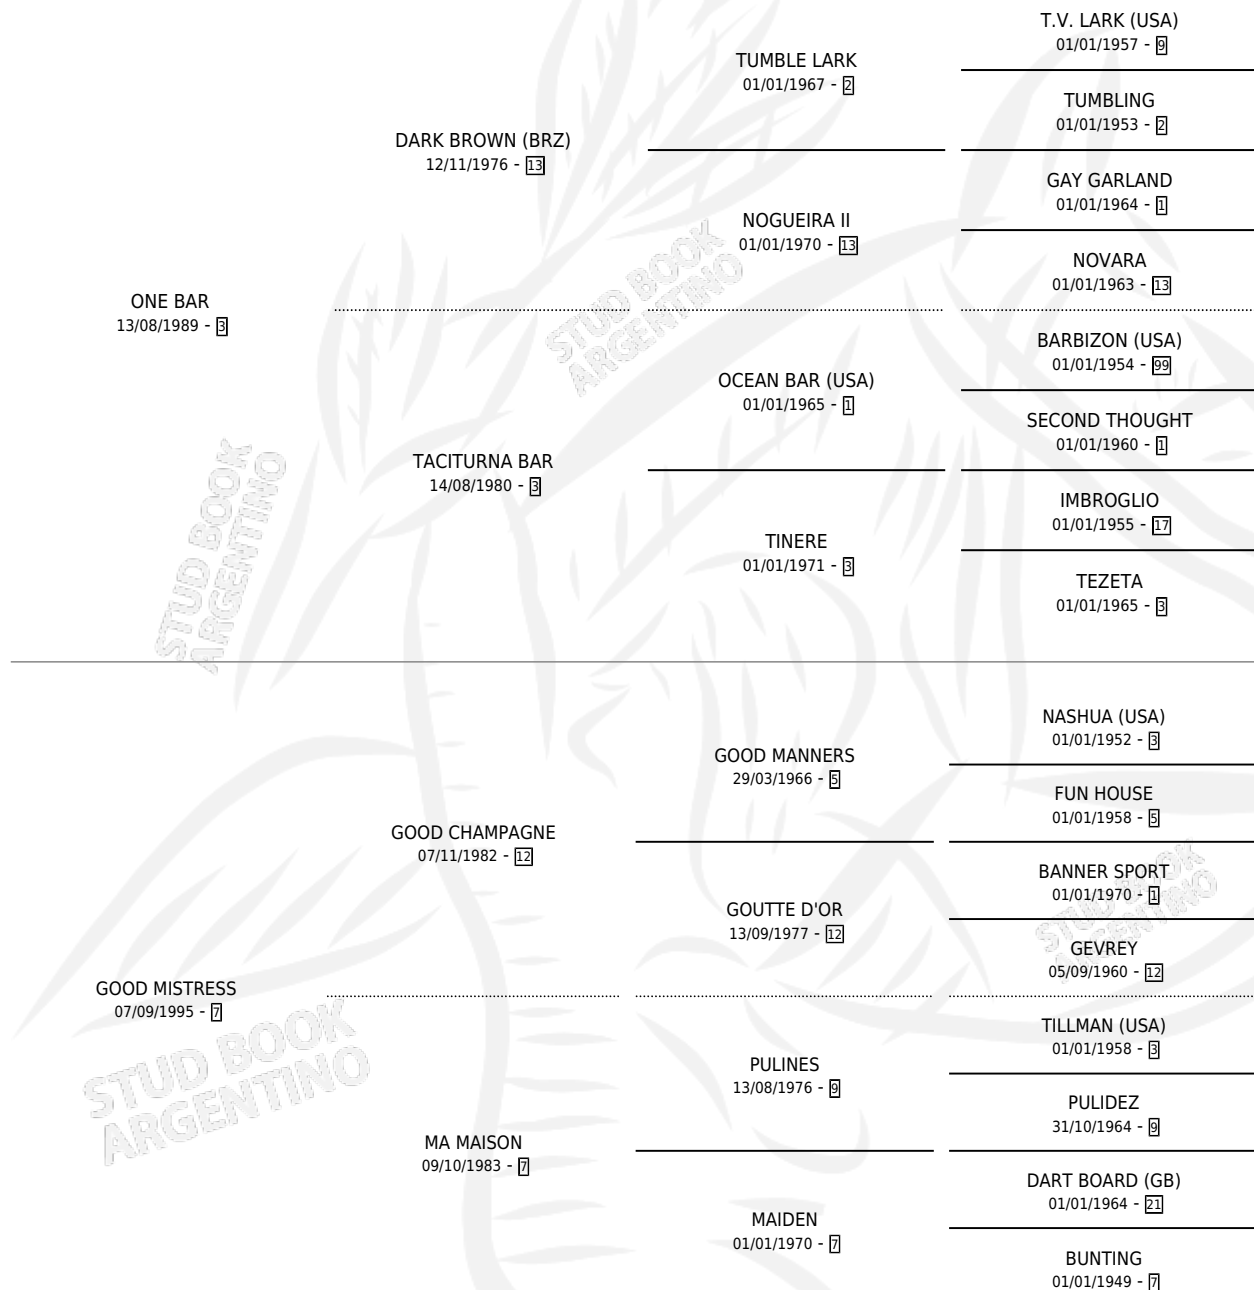 T.V. LARK (USA)
01/01/1957 - 9
TUMBLE LARK
01/01/1967 - 2
TUMBLING
01/01/1953 - 2
DARK BROWN (BRZ)
12/11/1976 - 13
GAY GARLAND
01/01/1964 - 1
NOGUEIRA II
01/01/1970 - 13
NOVARA
01/01/1963 - 13
ONE BAR
13/08/1989 - 3
BARBIZON (USA)
01/01/1954 - 99
OCEAN BAR (USA)
01/01/1965 - 1
SECOND THOUGHT
01/01/1960 - 1
TACITURNA BAR
14/08/1980 - 3
IMBROGLIO
01/01/1955 - 17
TINERE
01/01/1971 - 3
TEZETA
01/01/1965 - 3
STUD BOOK
ARGENTINO
STUD BOOK
ARGENTINO
NASHUA (USA)
01/01/1952 - 3
GOOD MANNERS
29/03/1966 - 5
FUN HOUSE
01/01/1958 - 5
GOOD CHAMPAGNE
07/11/1982 - 12
BANNER SPORT
01/01/1970 - 1
GOUTTE D'OR
13/09/1977 - 12
GEVREY
05/09/1960 - 12
STUD BOOK
ARGENTINO
GOOD MISTRESS
07/09/1995 - 7
TILLMAN (USA)
01/01/1958 - 3
PULINES
13/08/1976 - 9
PULIDEZ
31/10/1964 - 9
MA MAISON
09/10/1983 - 7
DART BOARD (GB)
01/01/1964 - 21
MAIDEN
01/01/1970 - 7
BUNTING
01/01/1949 - 7
STUD BOOK
ARGENTINO